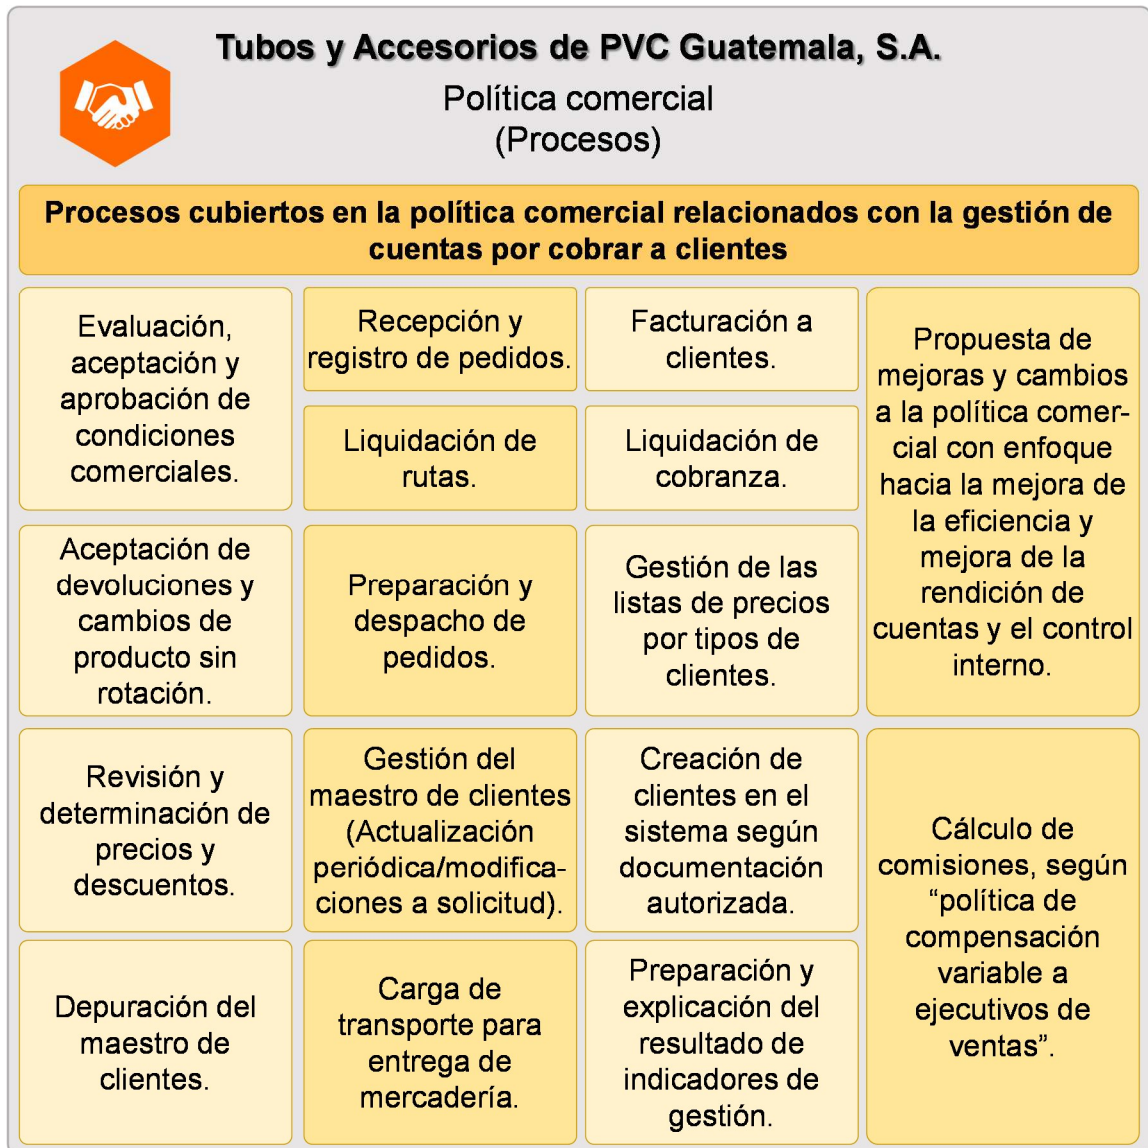 Tubos y Accesorios de PVC Guatemala, S.A.
Política comercial
(Procesos)
Procesos cubiertos en la política comercial relacionados con la gestión de
cuentas por cobrar a clientes
Evaluación,
aceptación y
aprobación de
condiciones
comerciales.
Recepción y
registro de pedidos.
Facturación a
clientes.
Propuesta de
mejoras y cambios
a la política comer-
cial con enfoque
hacia la mejora de
la eficiencia y
mejora de la
rendición de
cuentas y el control
interno.
Liquidación de
rutas.
Liquidación de
cobranza.
Aceptación de
devoluciones y
cambios de
producto sin
rotación.
Preparación y
despacho de
pedidos.
Gestión de las
listas de precios
por tipos de
clientes.
Revisión y
determinación de
precios y
descuentos.
Gestión del
maestro de clientes
(Actualización
periódica/modifica-
ciones a solicitud).
Creación de
clientes en el
sistema según
documentación
autorizada.
Cálculo de
comisiones, según
“política de
compensación
variable a
ejecutivos de
ventas”.
Depuración del
maestro de
clientes.
Carga de
transporte para
entrega de
mercadería.
Preparación y
explicación del
resultado de
indicadores de
gestión.